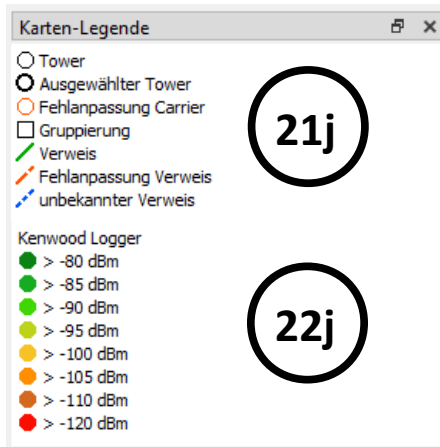 Karten-Legende
Tower
Ausgewählter Tower
Fehlanpassung Carrier
Gruppierung
Verweis
Fehlanpassung Verweis
unbekannter Verweis
21j
Kenwood Logger
> -80 dBm
> -85 dBm
> -90 dBm
> -95 dBm
> -100 dBm
> -105 dBm
> -110 dBm
> -120 dBm
22j